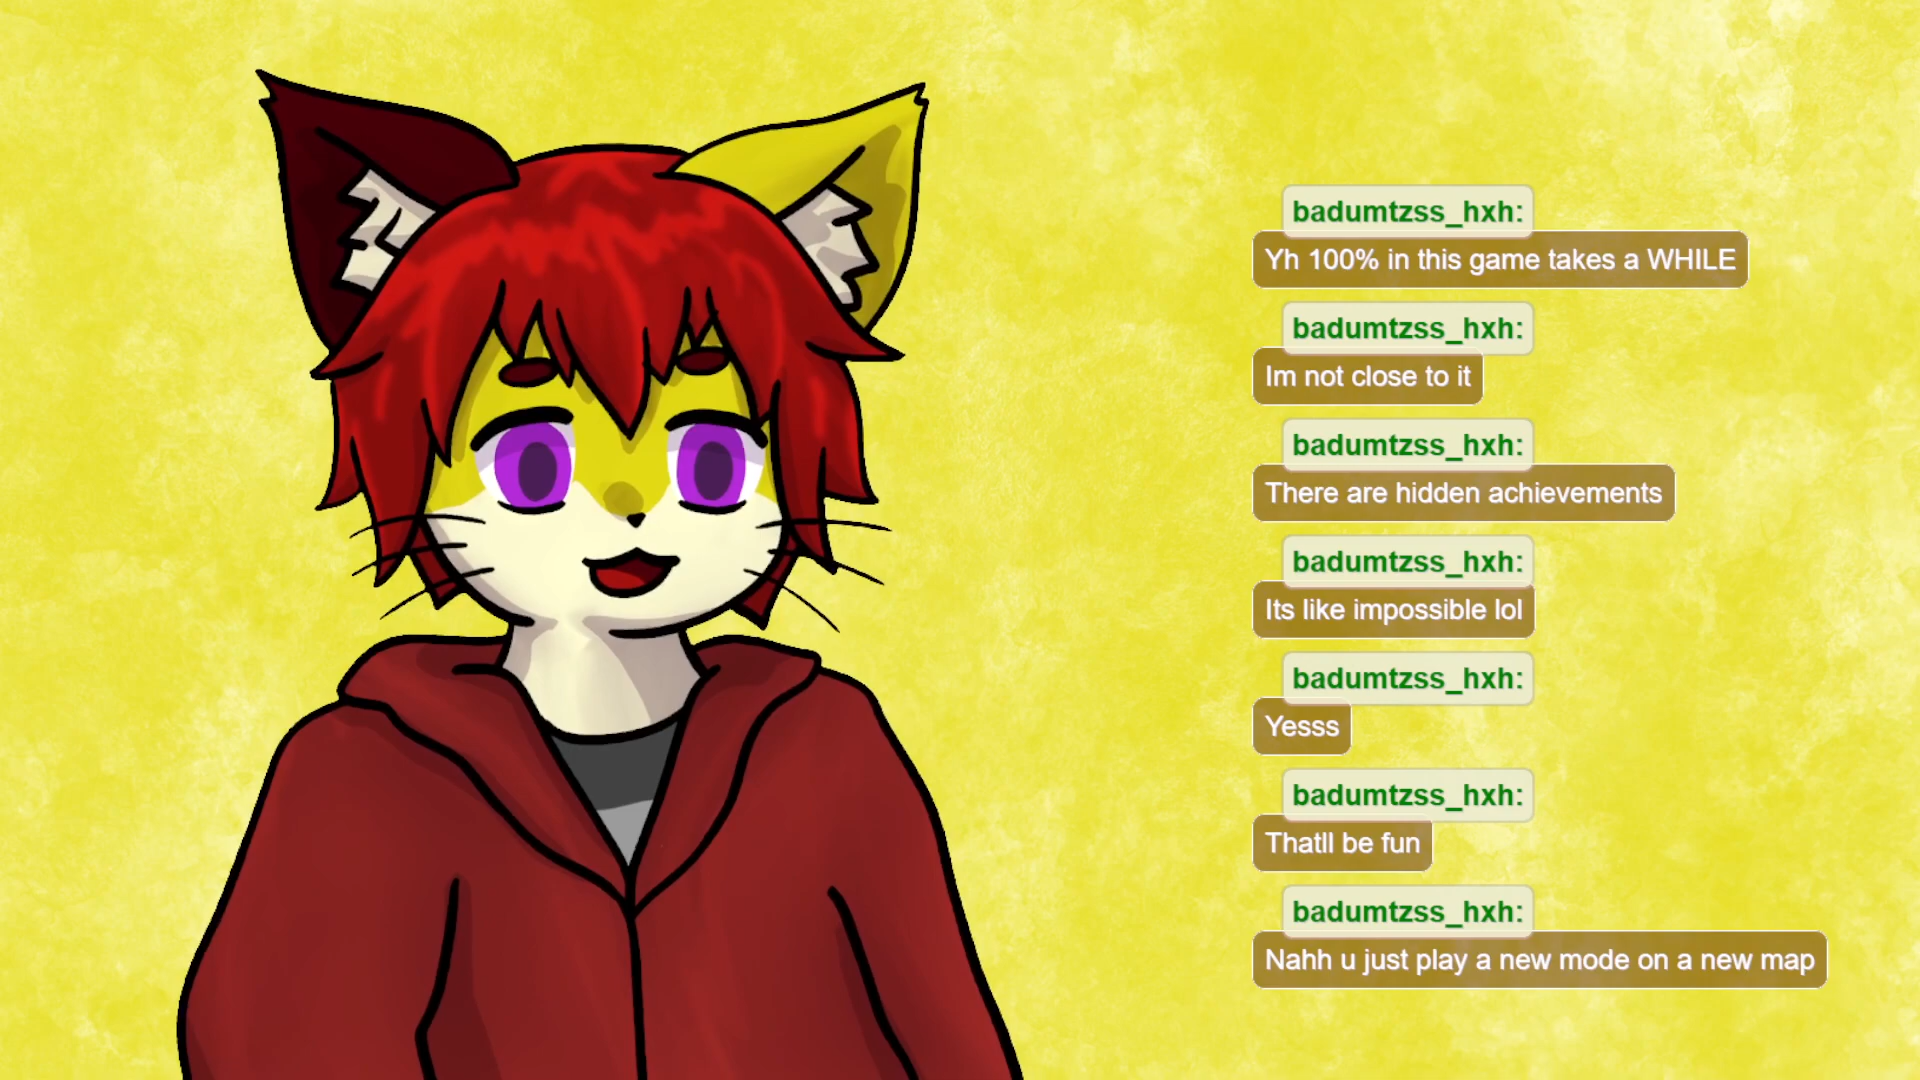 badumtzss_hxh:
Yh 100% in this game takes a WHILE
badumtzss_hxh:
Im not close to it
badumtzss_hxh:
There are hidden achievements
badumtzss_hxh:
Its like impossible lol
badumtzss_hxh:
Yesss
badumtzss_hxh:
Thatll be fun
badumtzss_hxh:
Nahh u just play a new mode on a new map